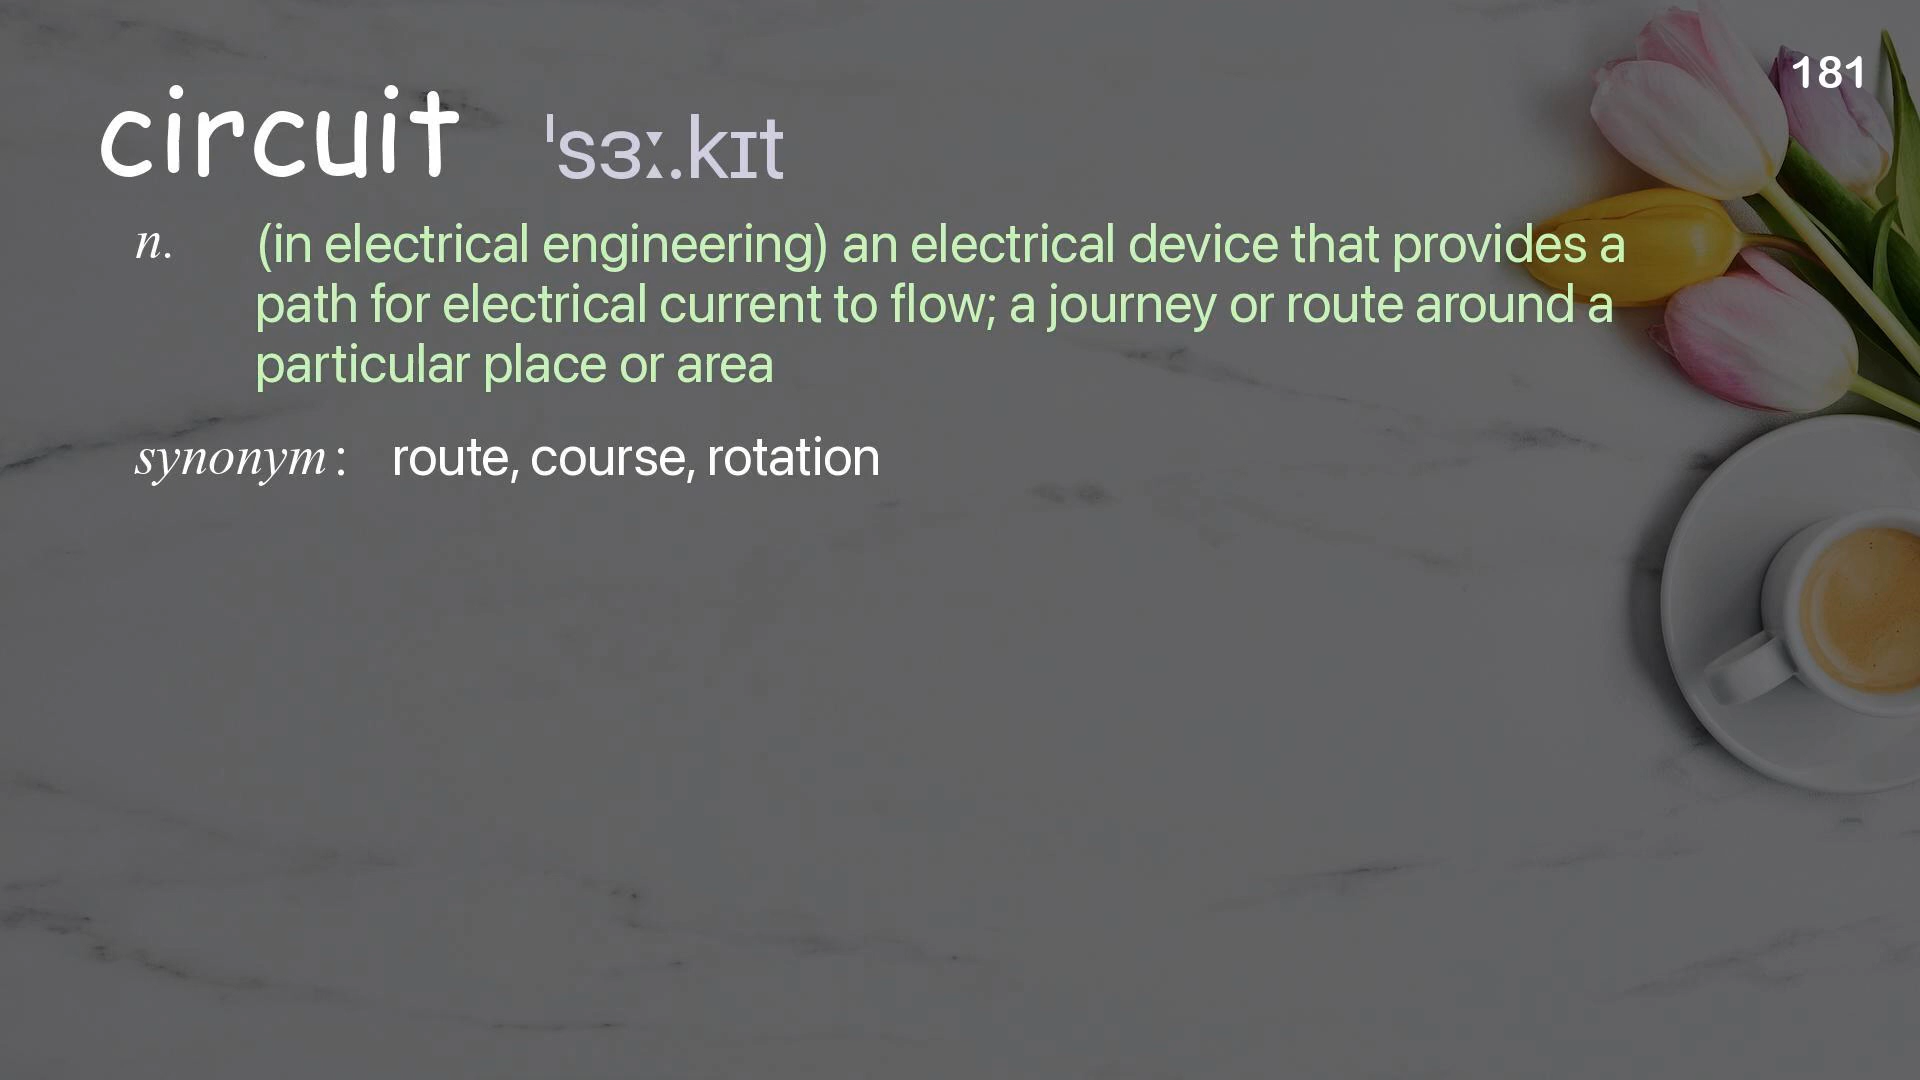 181
circuit ˈsɜː.kɪt
n. (in electrical engineering) an electrical device that provides a
path for electrical current to flow; a journey or route around a
particular place or area
synonym: route, course, rotation